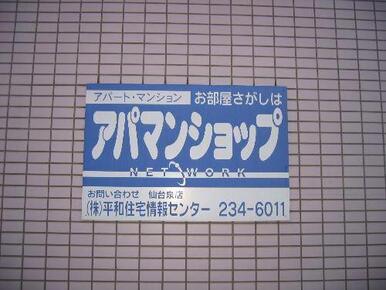 アパート・マンション お部屋さがしは
アパマンショップ
NETWORK
お問い合わせ 仙台泉店
(株)平和住宅情報センター 234-6011